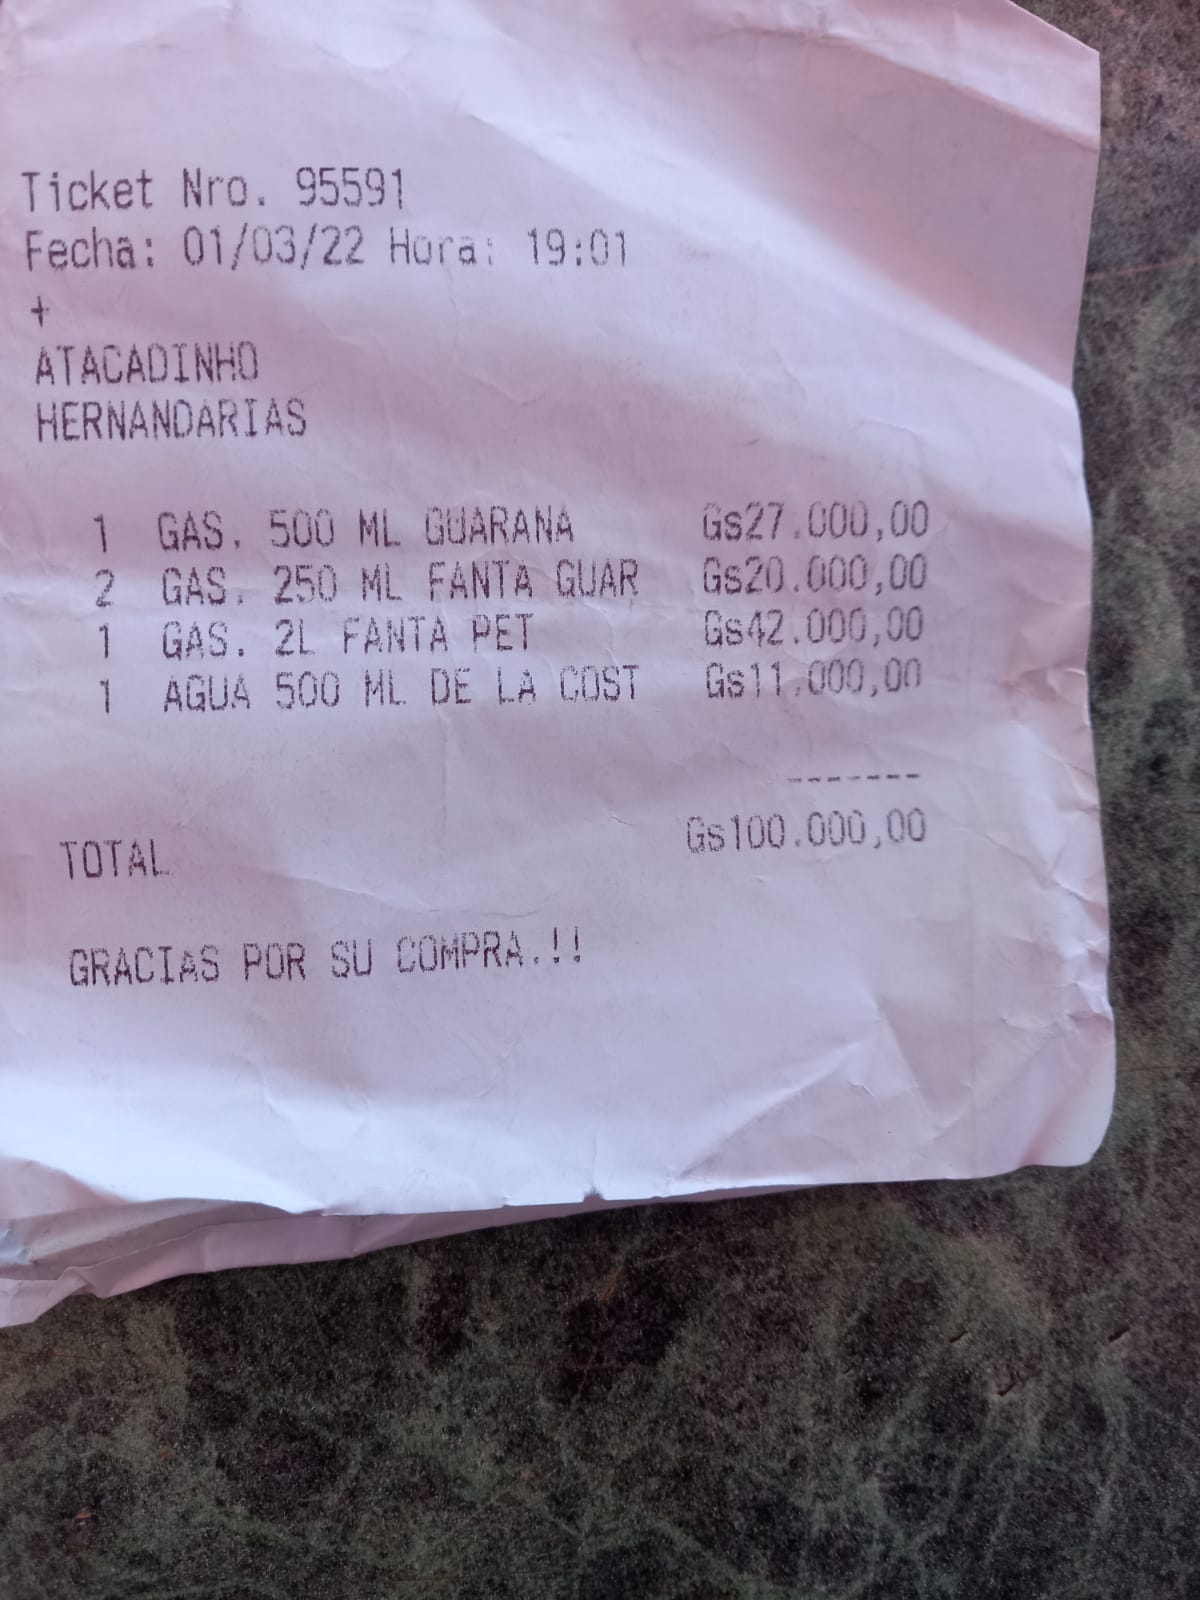 Ticket Nro. 95591
Fecha: 01/03/22 Hora: 19:01
+
ATACADINHO
HERNANDARIAS
1 GAS. 500 ML GUARANA Gs27.000,00
2 GAS. 250 ML FANTA GUAR Gs20.000,00
1 GAS. 2L FANTA PET Gs42.000,00
1 AGUA 500 ML DE LA COST Gs11.000,00
-------
TOTAL Gs100.000,00
GRACIAS POR SU COMPRA.!!